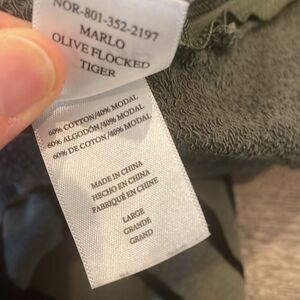 NOR-801-352-2197
MARLO
OLIVE FLOCKED
TIGER
60% COTTON/40% MODAL
60% ALGODÓN/40% MODAL
60% DE COTON/40% MODAL
MADE IN CHINA
HECHO EN CHINA
FABRIQUÉ EN CHINE
LARGE
GRANDE
GRAND